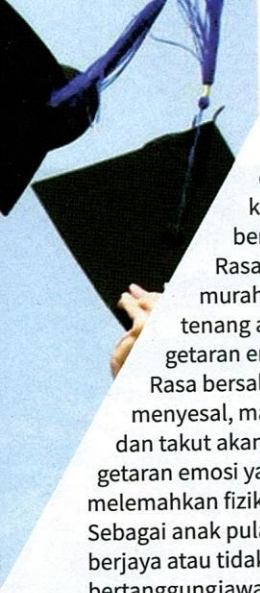 k
ber
Rasa
murah
tenang a
getaran e
Rasa bersal
menyesal, ma
dan takut akan
getaran emosi ya
melemahkan fizik
Sebagai anak pula
berjaya atau tidak
bertanggungjawa